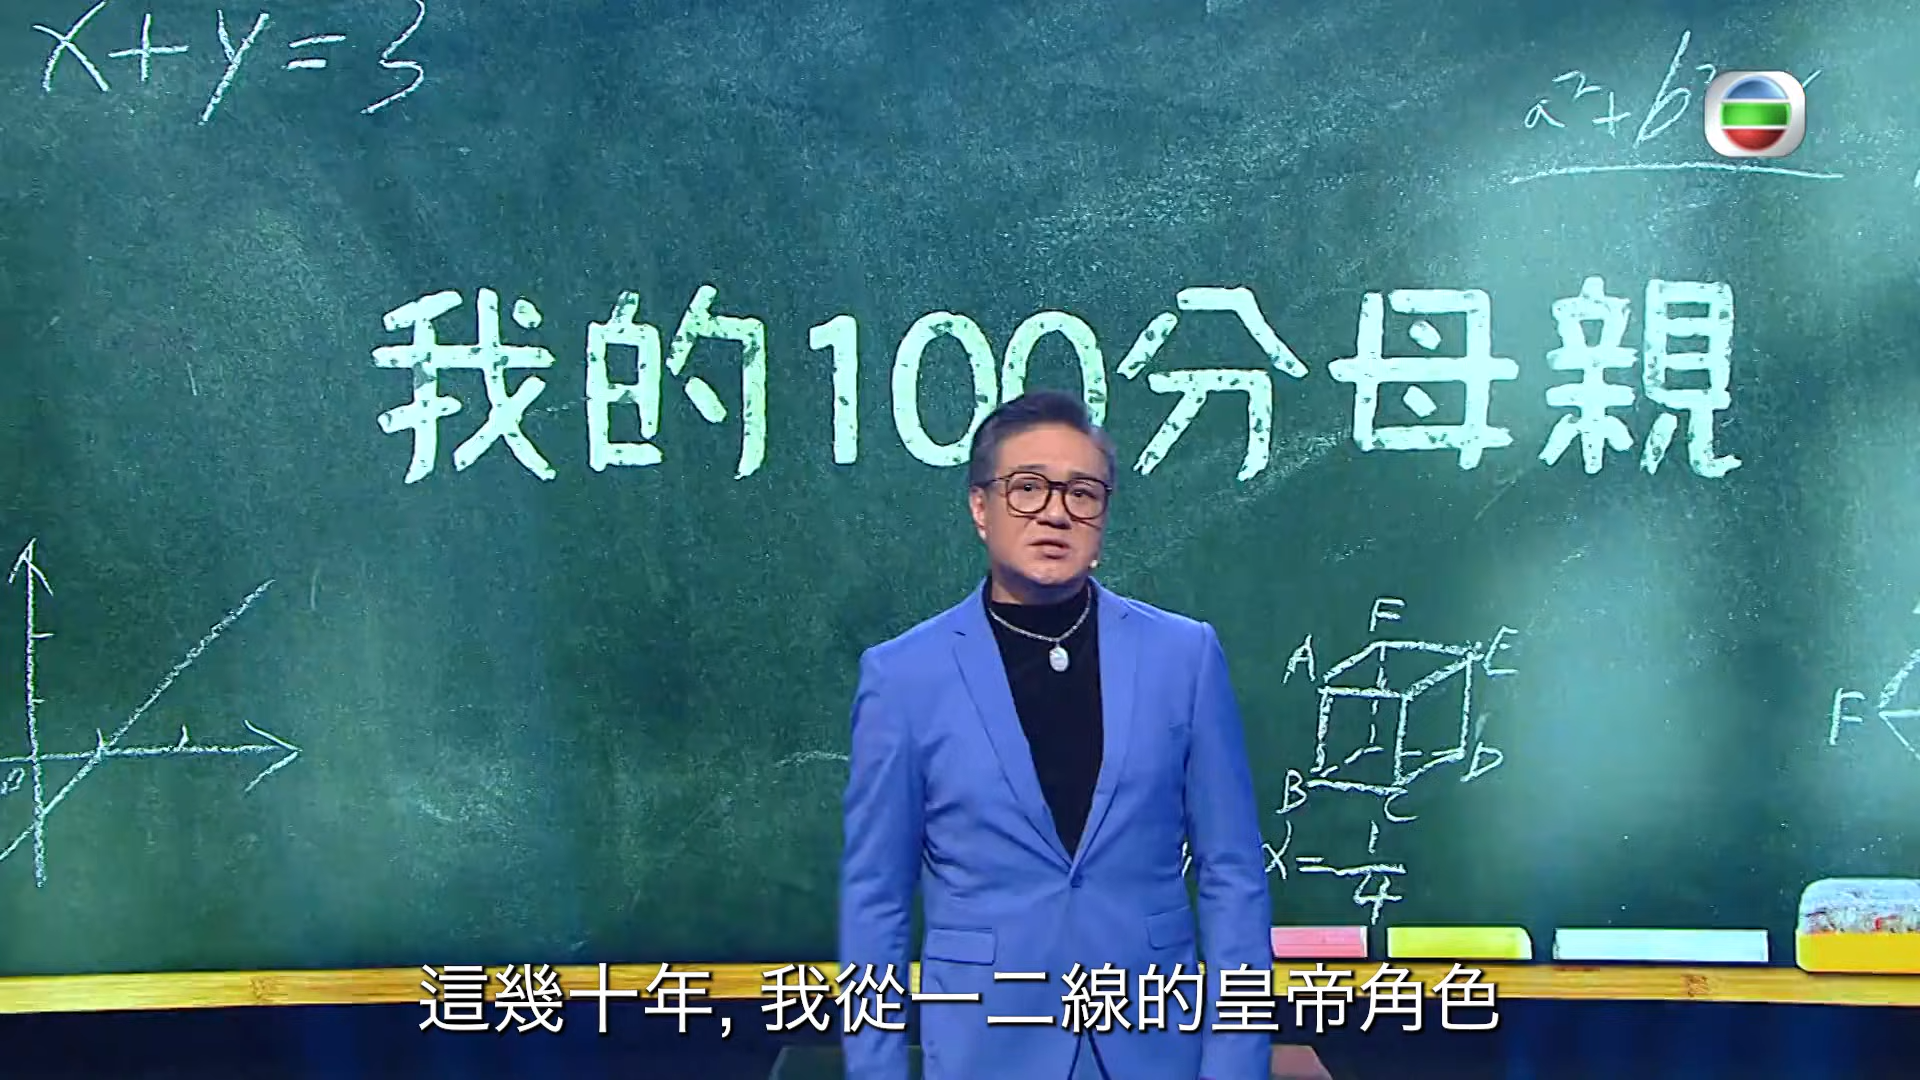 x+y=3
a²+b²
我的100分母親
F
A
E
F
B
D
C
0
x=1/4
這幾十年, 我從一二線的皇帝角色